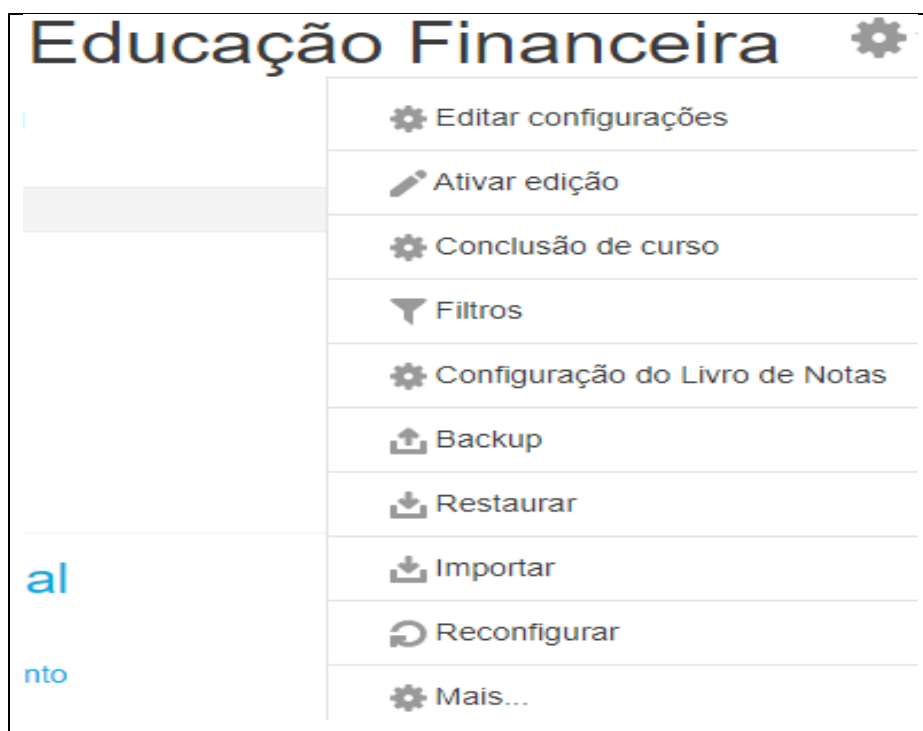 Educação Financeira
Editar configurações
Ativar edição
Conclusão de curso
Filtros
Configuração do Livro de Notas
Backup
Restaurar
al
Importar
Reconfigurar
nto
Mais...